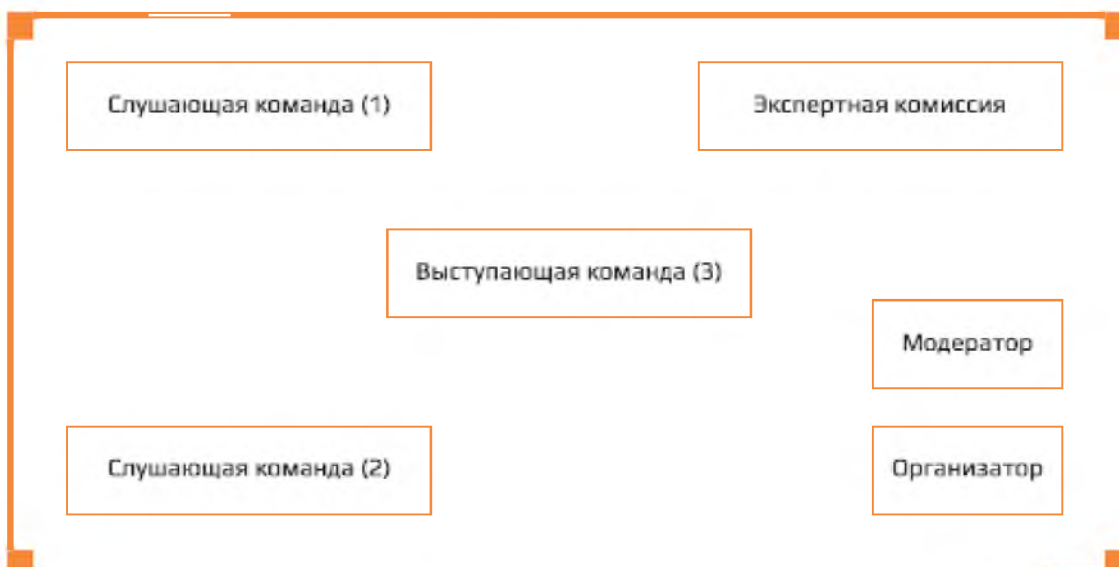 Слушающая команда (1)
Экспертная комиссия
Выступающая команда (3)
Модератор
Слушающая команда (2)
Организатор